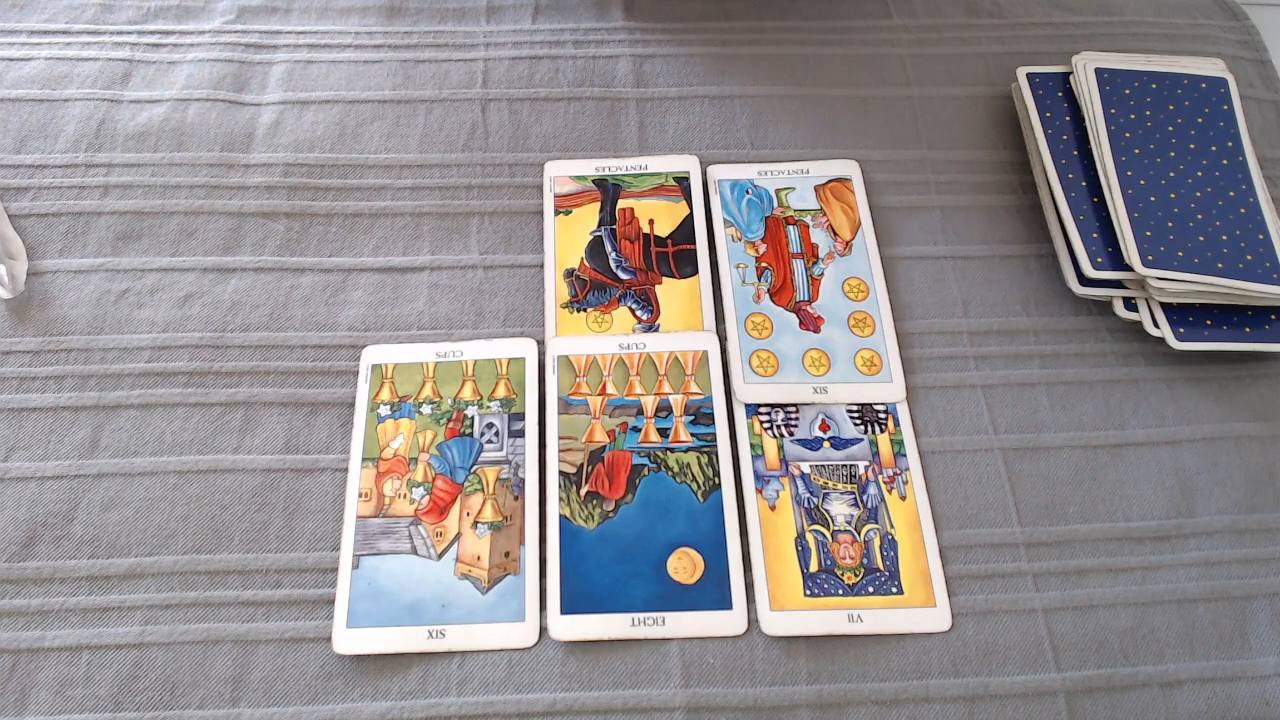 PENTACLES
PENTACLES
SIX
CUPS
CUPS
SIX
EIGHT
VII